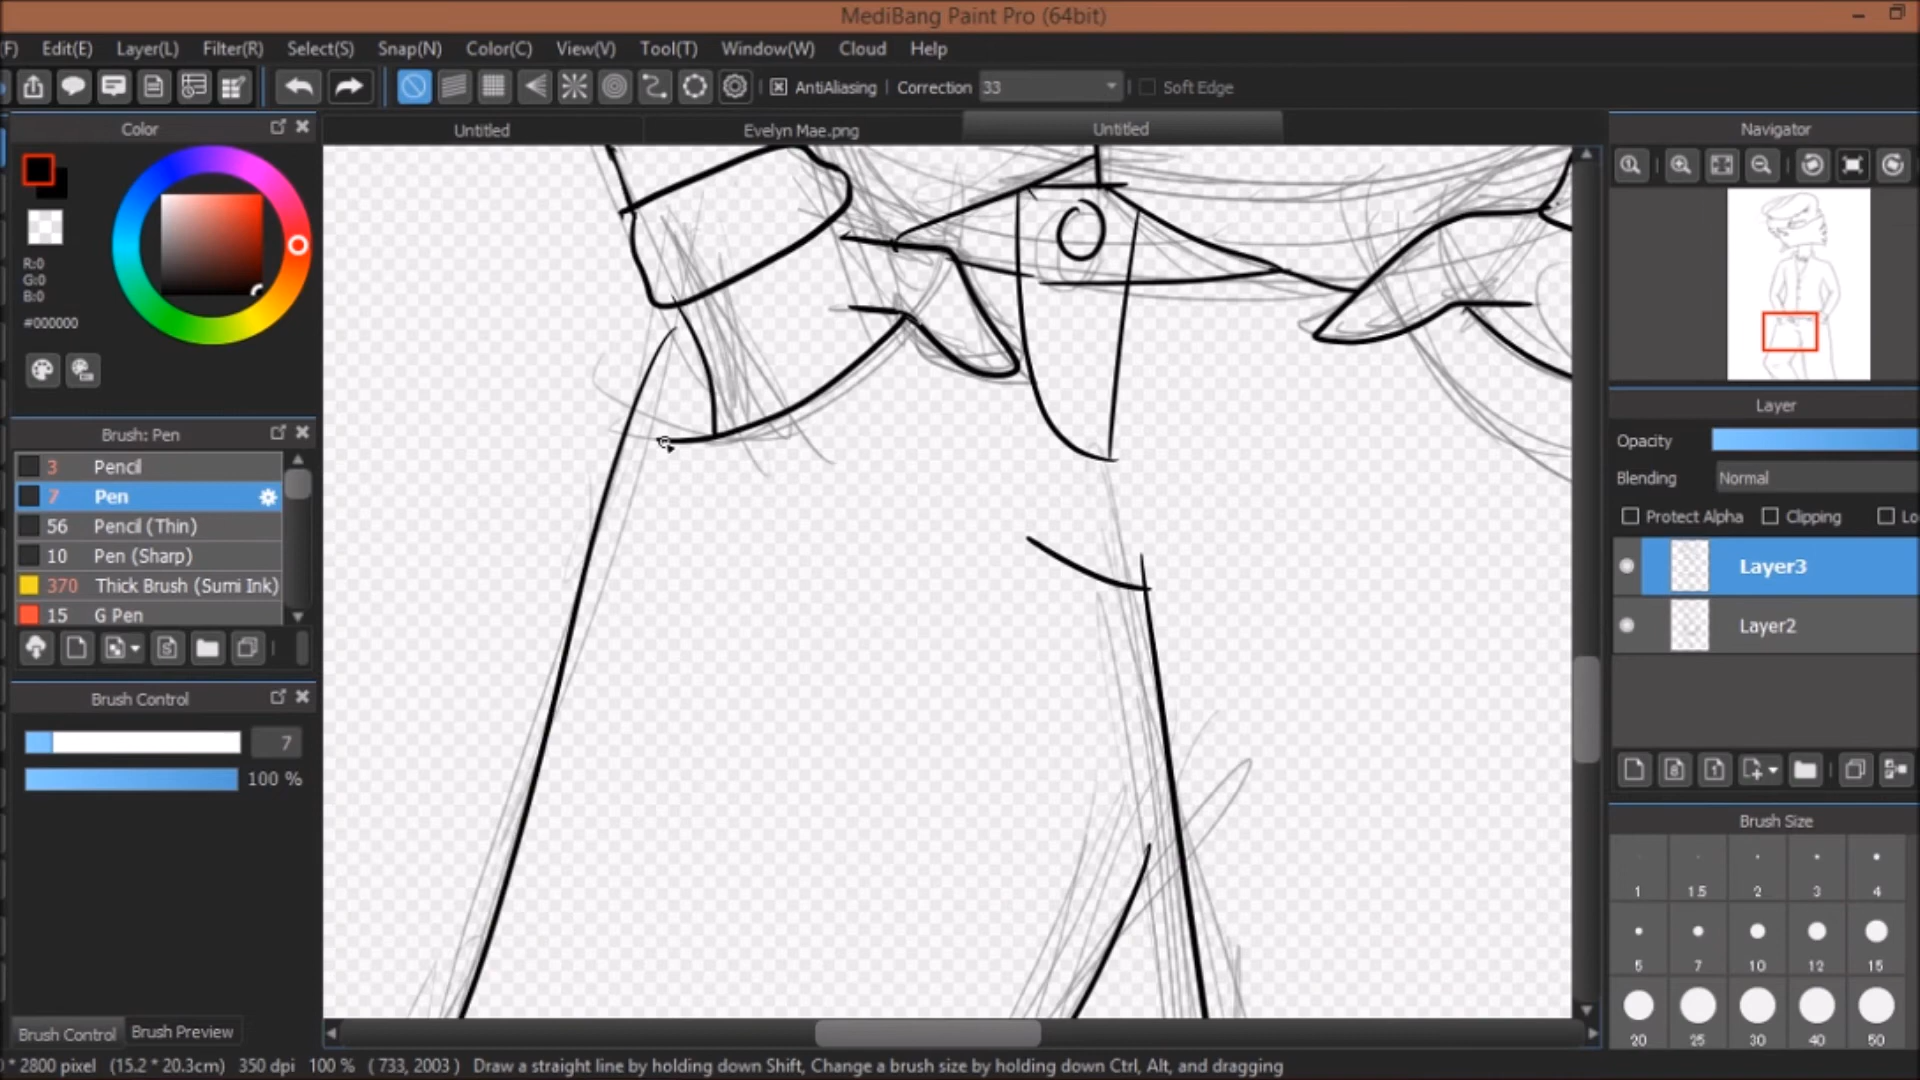 MediBang Paint Pro (64bit)
(F) Edit(E) Layer(L) Filter(R) Select(S) Snap(N) Color(C) View(V) Tool(T) Window(W) Cloud Help
AntiAliasing Correction 33 Soft Edge
Color
Untitled Evelyn Mae.png Untitled
Navigator
R:0
G:0
B:0
#000000
Layer
Opacity
Blending Normal
Protect Alpha Clipping Lo
Layer3
Layer2
Brush: Pen
3 Pencil
7 Pen
56 Pencil (Thin)
10 Pen (Sharp)
370 Thick Brush (Sumi Ink)
15 G Pen
Brush Control
7
100 %
Brush Size
1 1.5 2 3 4
5 7 10 12 15
20 25 30 40 50
Brush Control Brush Preview
* 2800 pixel (15.2 * 20.3cm) 350 dpi 100 % ( 733, 2003 ) Draw a straight line by holding down Shift, Change a brush size by holding down Ctrl, Alt, and dragging